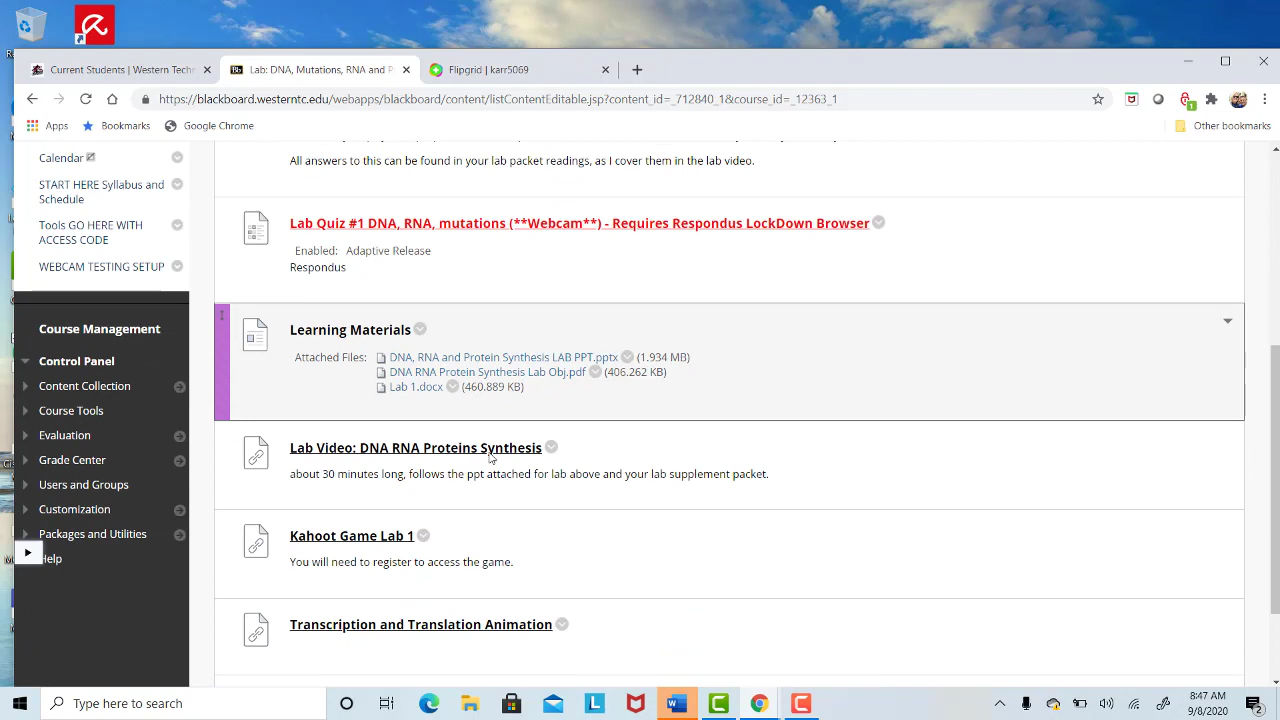 Current Students | Western Tech
Lab: DNA, Mutations, RNA and P
Flipgrid | karr5069
https://blackboard.westerntc.edu/webapps/blackboard/content/listContentEditable.jsp?content_id=_712840_1&course_id=_12363_1
Apps
Bookmarks
Google Chrome
Other bookmarks
Calendar
START HERE Syllabus and
Schedule
Tools GO HERE WITH
ACCESS CODE
WEBCAM TESTING SETUP
Course Management
Control Panel
Content Collection
Course Tools
Evaluation
Grade Center
Users and Groups
Customization
Packages and Utilities
Help
All answers to this can be found in your lab packet readings, as I cover them in the lab video.
Lab Quiz #1 DNA, RNA, mutations (**Webcam**) - Requires Respondus LockDown Browser
Enabled: Adaptive Release
Respondus
Learning Materials
Attached Files: DNA, RNA and Protein Synthesis LAB PPT.pptx (1.934 MB)
DNA RNA Protein Synthesis Lab Obj.pdf (406.262 KB)
Lab 1.docx (460.889 KB)
Lab Video: DNA RNA Proteins Synthesis
about 30 minutes long, follows the ppt attached for lab above and your lab supplement packet.
Kahoot Game Lab 1
You will need to register to access the game.
Transcription and Translation Animation
Type here to search
8:47 AM
9/8/2020